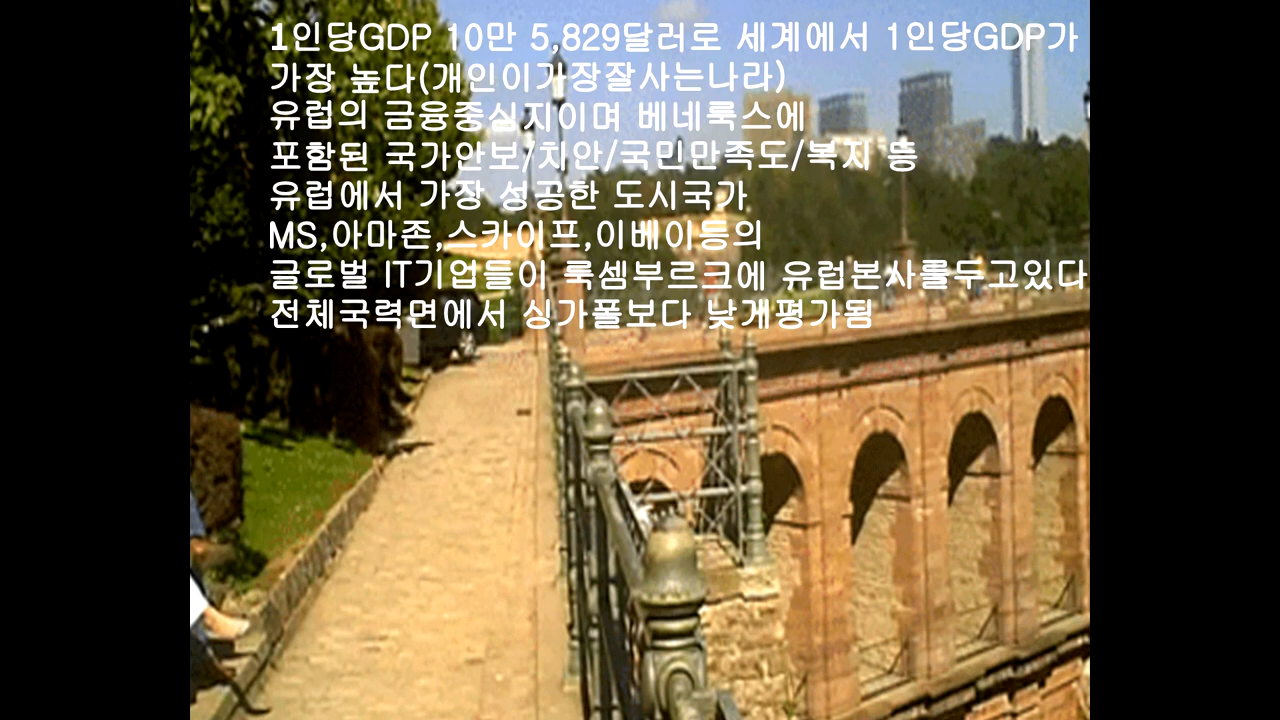 1인당GDP 10만 5,829달러로 세계에서 1인당GDP가
가장 높다(개인이가장잘사는나라)
유럽의 금융중심지이며 베네룩스에
포함된 국가안보/치안/국민만족도/복지 등
유럽에서 가장 성공한 도시국가
MS,아마존,스카이프,이베이등의
글로벌 IT기업들이 룩셈부르크에 유럽본사를두고있다
전체국력면에서 싱가폴보다 낮게평가됨